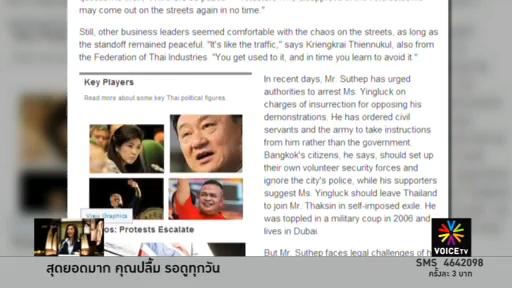 may come out on the streets again in no time."
Still, other business leaders seemed comfortable with the chaos on the streets, as long as
the standoff remained peaceful. "It's like the traffic," says Kriengkrai Thiennukul, also from
the Federation of Thai Industries. "You get used to it, and in time you learn to avoid it."
Key Players
Read more about some key Thai political figures.
View Graphics
os: Protests Escalate
In recent days, Mr. Suthep has urged
authorities to arrest Ms. Yingluck on
charges of insurrection for opposing his
demonstrations. He has ordered civil
servants and the army to take instructions
from him rather than the government.
Bangkok's citizens, he says, should set up
their own volunteer security forces and
ignore the city's police, while his supporters
suggest Ms. Yingluck should leave Thailand
to join Mr. Thaksin in self-imposed exile. He
was toppled in a military coup in 2006 and
lives in Dubai.
But Mr. Suthep faces legal challenges of
VOICE TV
สุดยอดมาก คุณปลื้ม รอดูทุกวัน
SMS 4642098
ครั้งละ 3 บาท